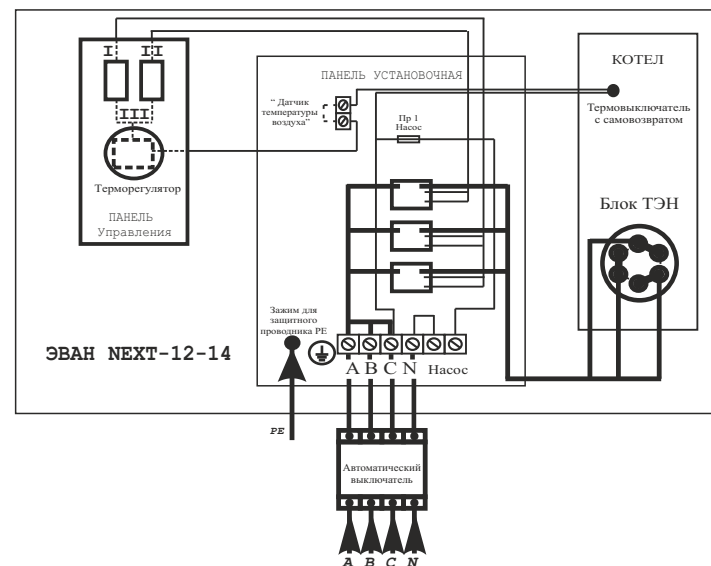 I II
III
Терморегулятор
ПАНЕЛЬ
Управления
ПАНЕЛЬ УСТАНОВОЧНАЯ
“ Датчик
температуры
воздуха”
Пр 1
Насос
КОТЕЛ
Термовыключатель
с самовозвратом
Блок ТЭН
Зажим для
защитного
проводника РЕ
ЭВАН NEXT-12-14
A B C N Насос
PE
Автоматический
выключатель
A B C N